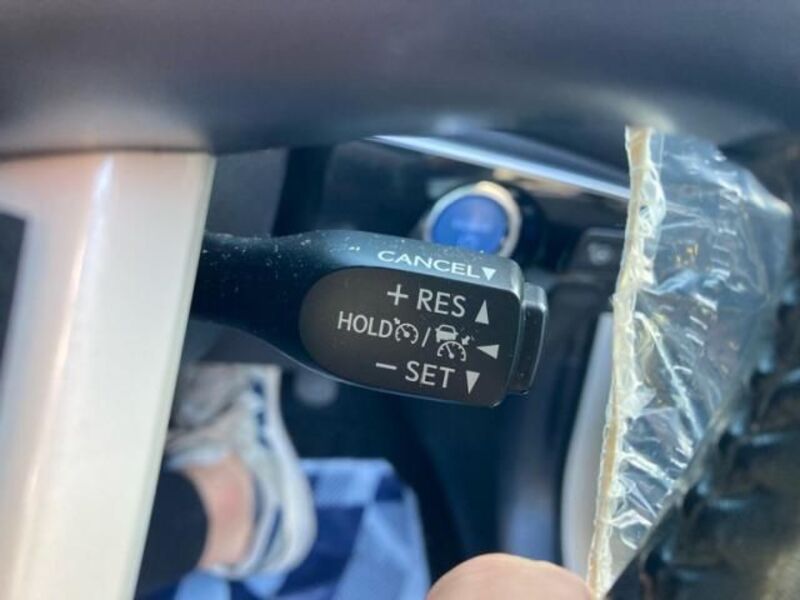 CANCEL▼
+ RES ▲
HOLD /
− SET ▼